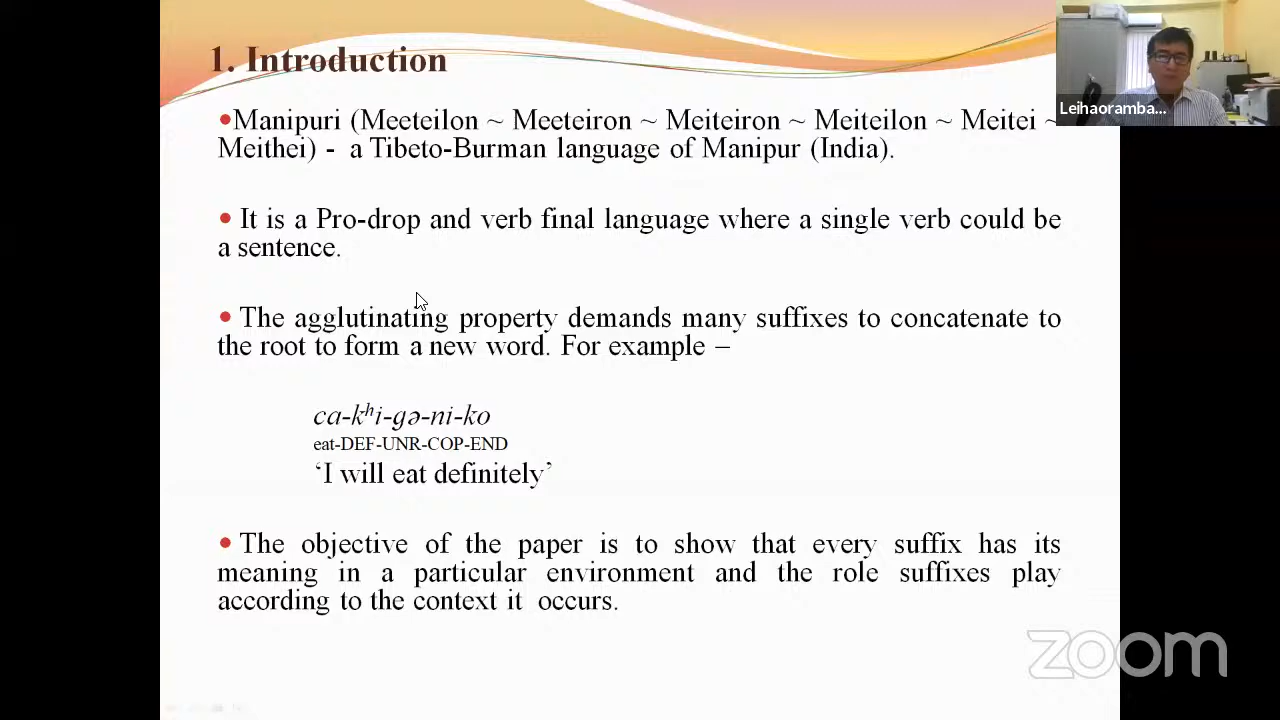 1. Introduction
•Manipuri (Meeteilon ~ Meeteiron ~ Meiteiron ~ Meiteilon ~ Meitei ~
Meithei) - a Tibeto-Burman language of Manipur (India).
• It is a Pro-drop and verb final language where a single verb could be
a sentence.
• The agglutinating property demands many suffixes to concatenate to
the root to form a new word. For example –
ca-kʰi-gə-ni-ko
eat-DEF-UNR-COP-END
‘I will eat definitely’
• The objective of the paper is to show that every suffix has its
meaning in a particular environment and the role suffixes play
according to the context it occurs.
Leihaoramba...
zoom